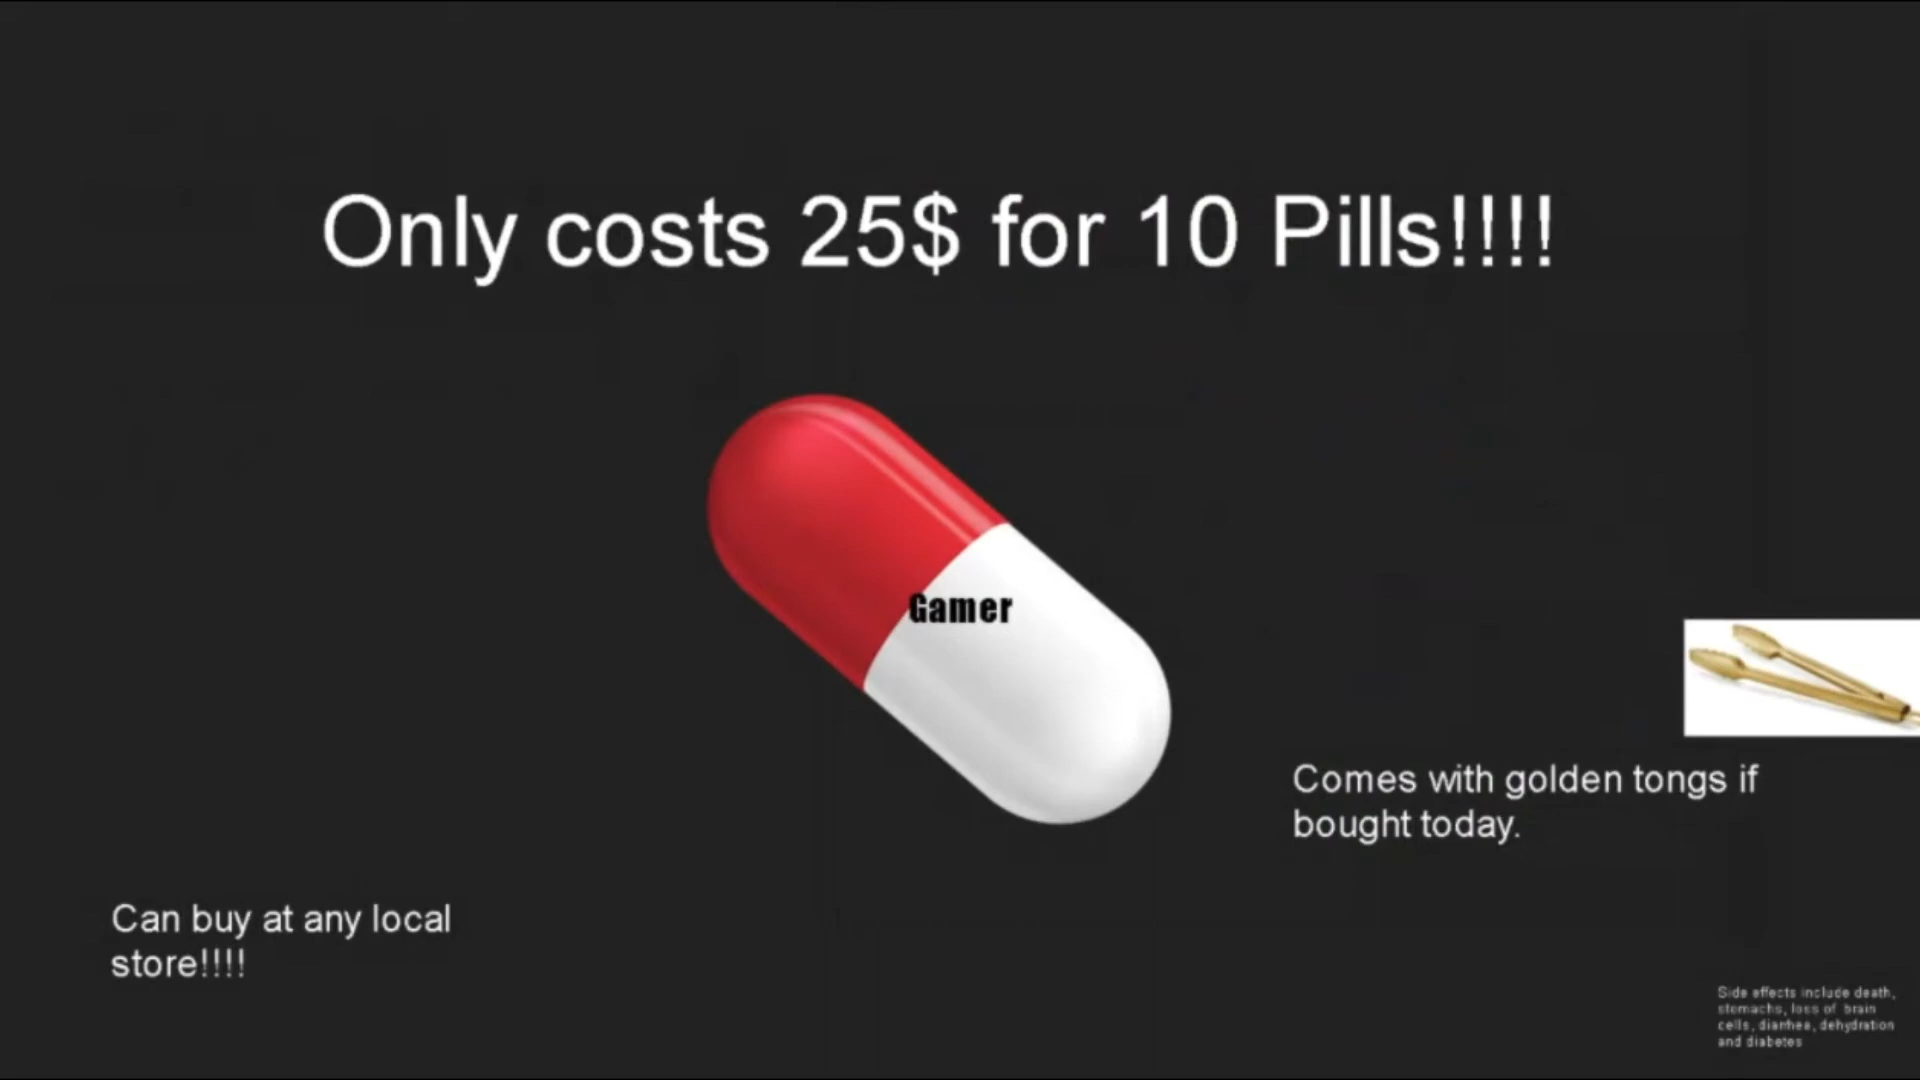 Only costs 25$ for 10 Pills!!!!
Gamer
Comes with golden tongs if
bought today.
Can buy at any local
store!!!!
Side effects include death,
stomachs, loss of brain
cells, diarrhea, dehydration
and diabetes